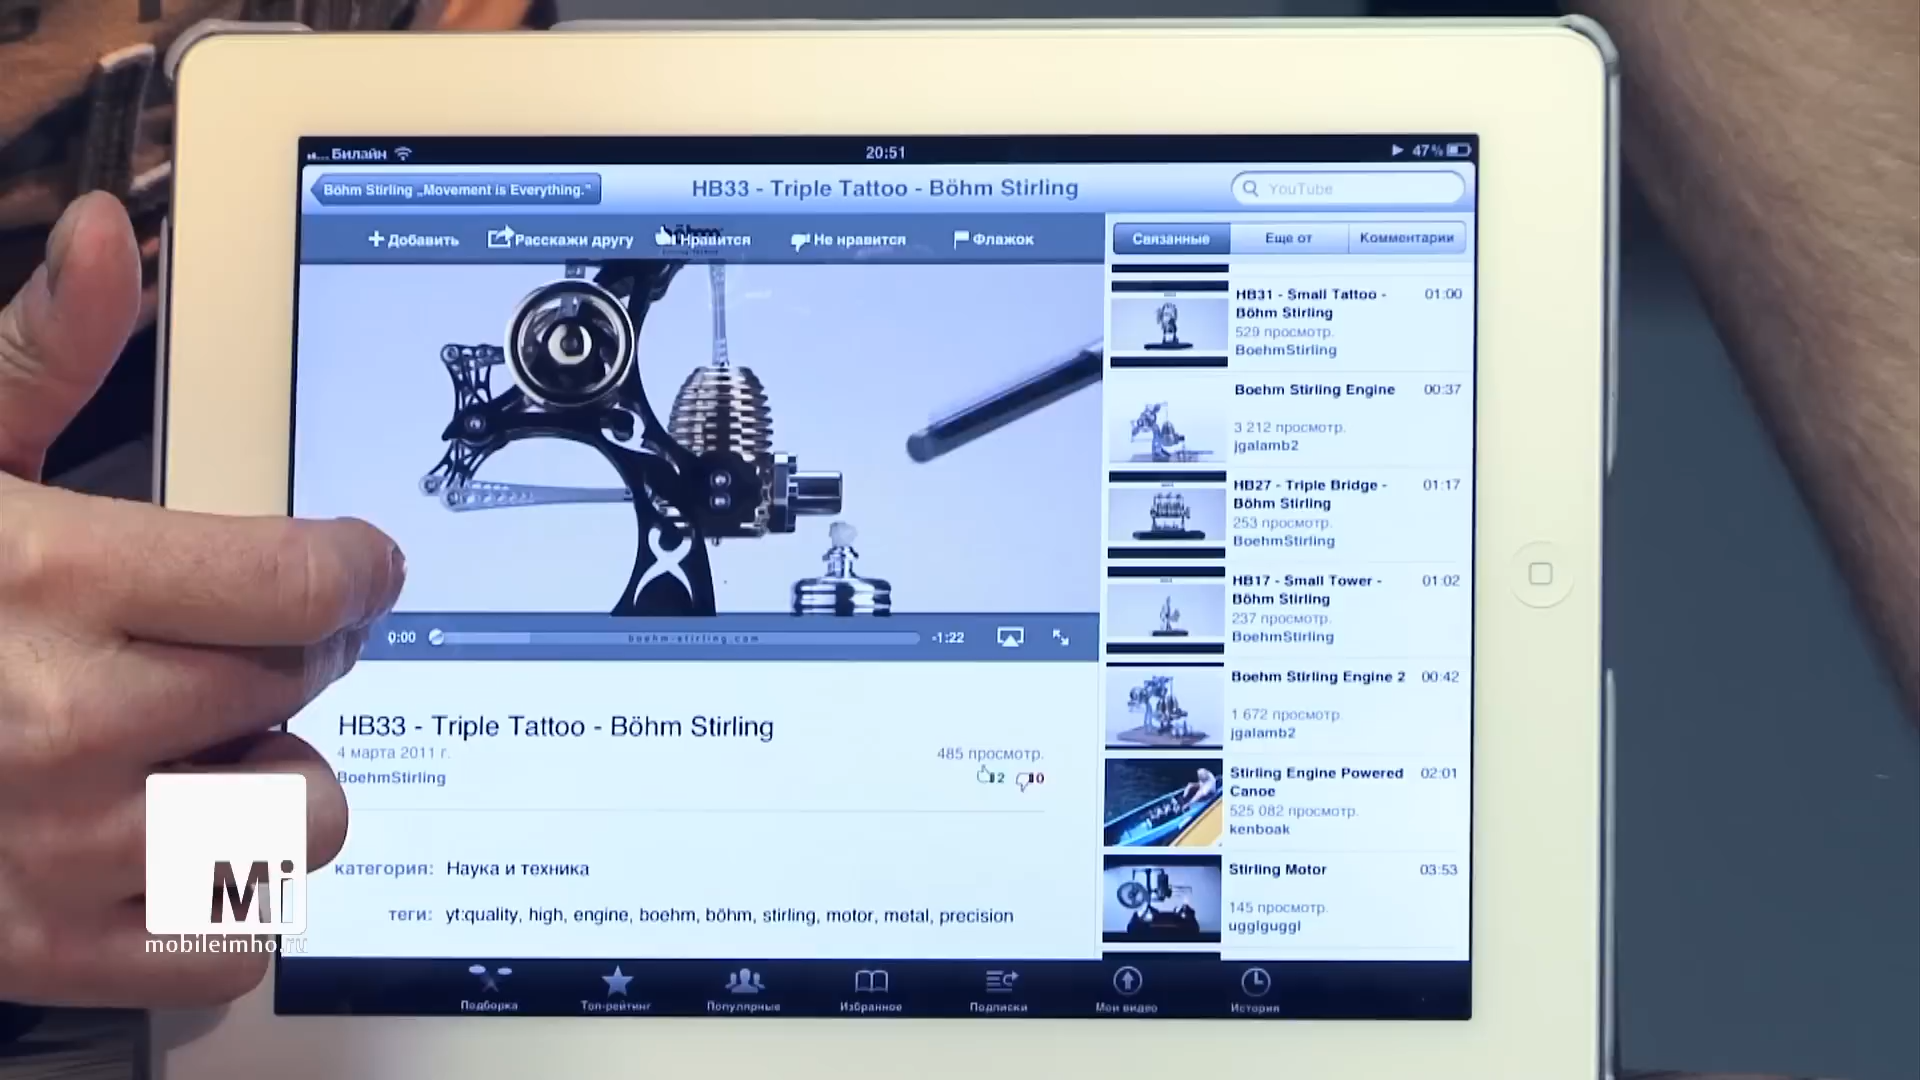 Билайн
20:51
47%
Böhm Stirling „Movement is Everything."
HB33 - Triple Tattoo - Böhm Stirling
YouTube
Добавить
Расскажи другу
Нравится
Не нравится
Флажок
Связанные
Еще от
Комментарии
HB31 - Small Tattoo - 01:00
Böhm Stirling
529 просмотр.
BoehmStirling
Boehm Stirling Engine 00:37
3 212 просмотр.
jgalamb2
HB27 - Triple Bridge - 01:17
Böhm Stirling
253 просмотр.
BoehmStirling
HB17 - Small Tower - 01:02
Böhm Stirling
237 просмотр.
BoehmStirling
Boehm Stirling Engine 2 00:42
1 672 просмотр.
jgalamb2
Stirling Engine Powered 02:01
Canoe
525 082 просмотр.
kenboak
Stirling Motor 03:53
145 просмотр.
ugglguggl
0:00
boehm-stirling.com
-1:22
HB33 - Triple Tattoo - Böhm Stirling
4 марта 2011 г.
485 просмотр.
BoehmStirling
2 0
категория: Наука и техника
теги: yt:quality, high, engine, boehm, böhm, stirling, motor, metal, precision
Подборка
Топ-рейтинг
Популярные
Избранное
Подписки
Мои видео
История
Mi
mobileimho.ru